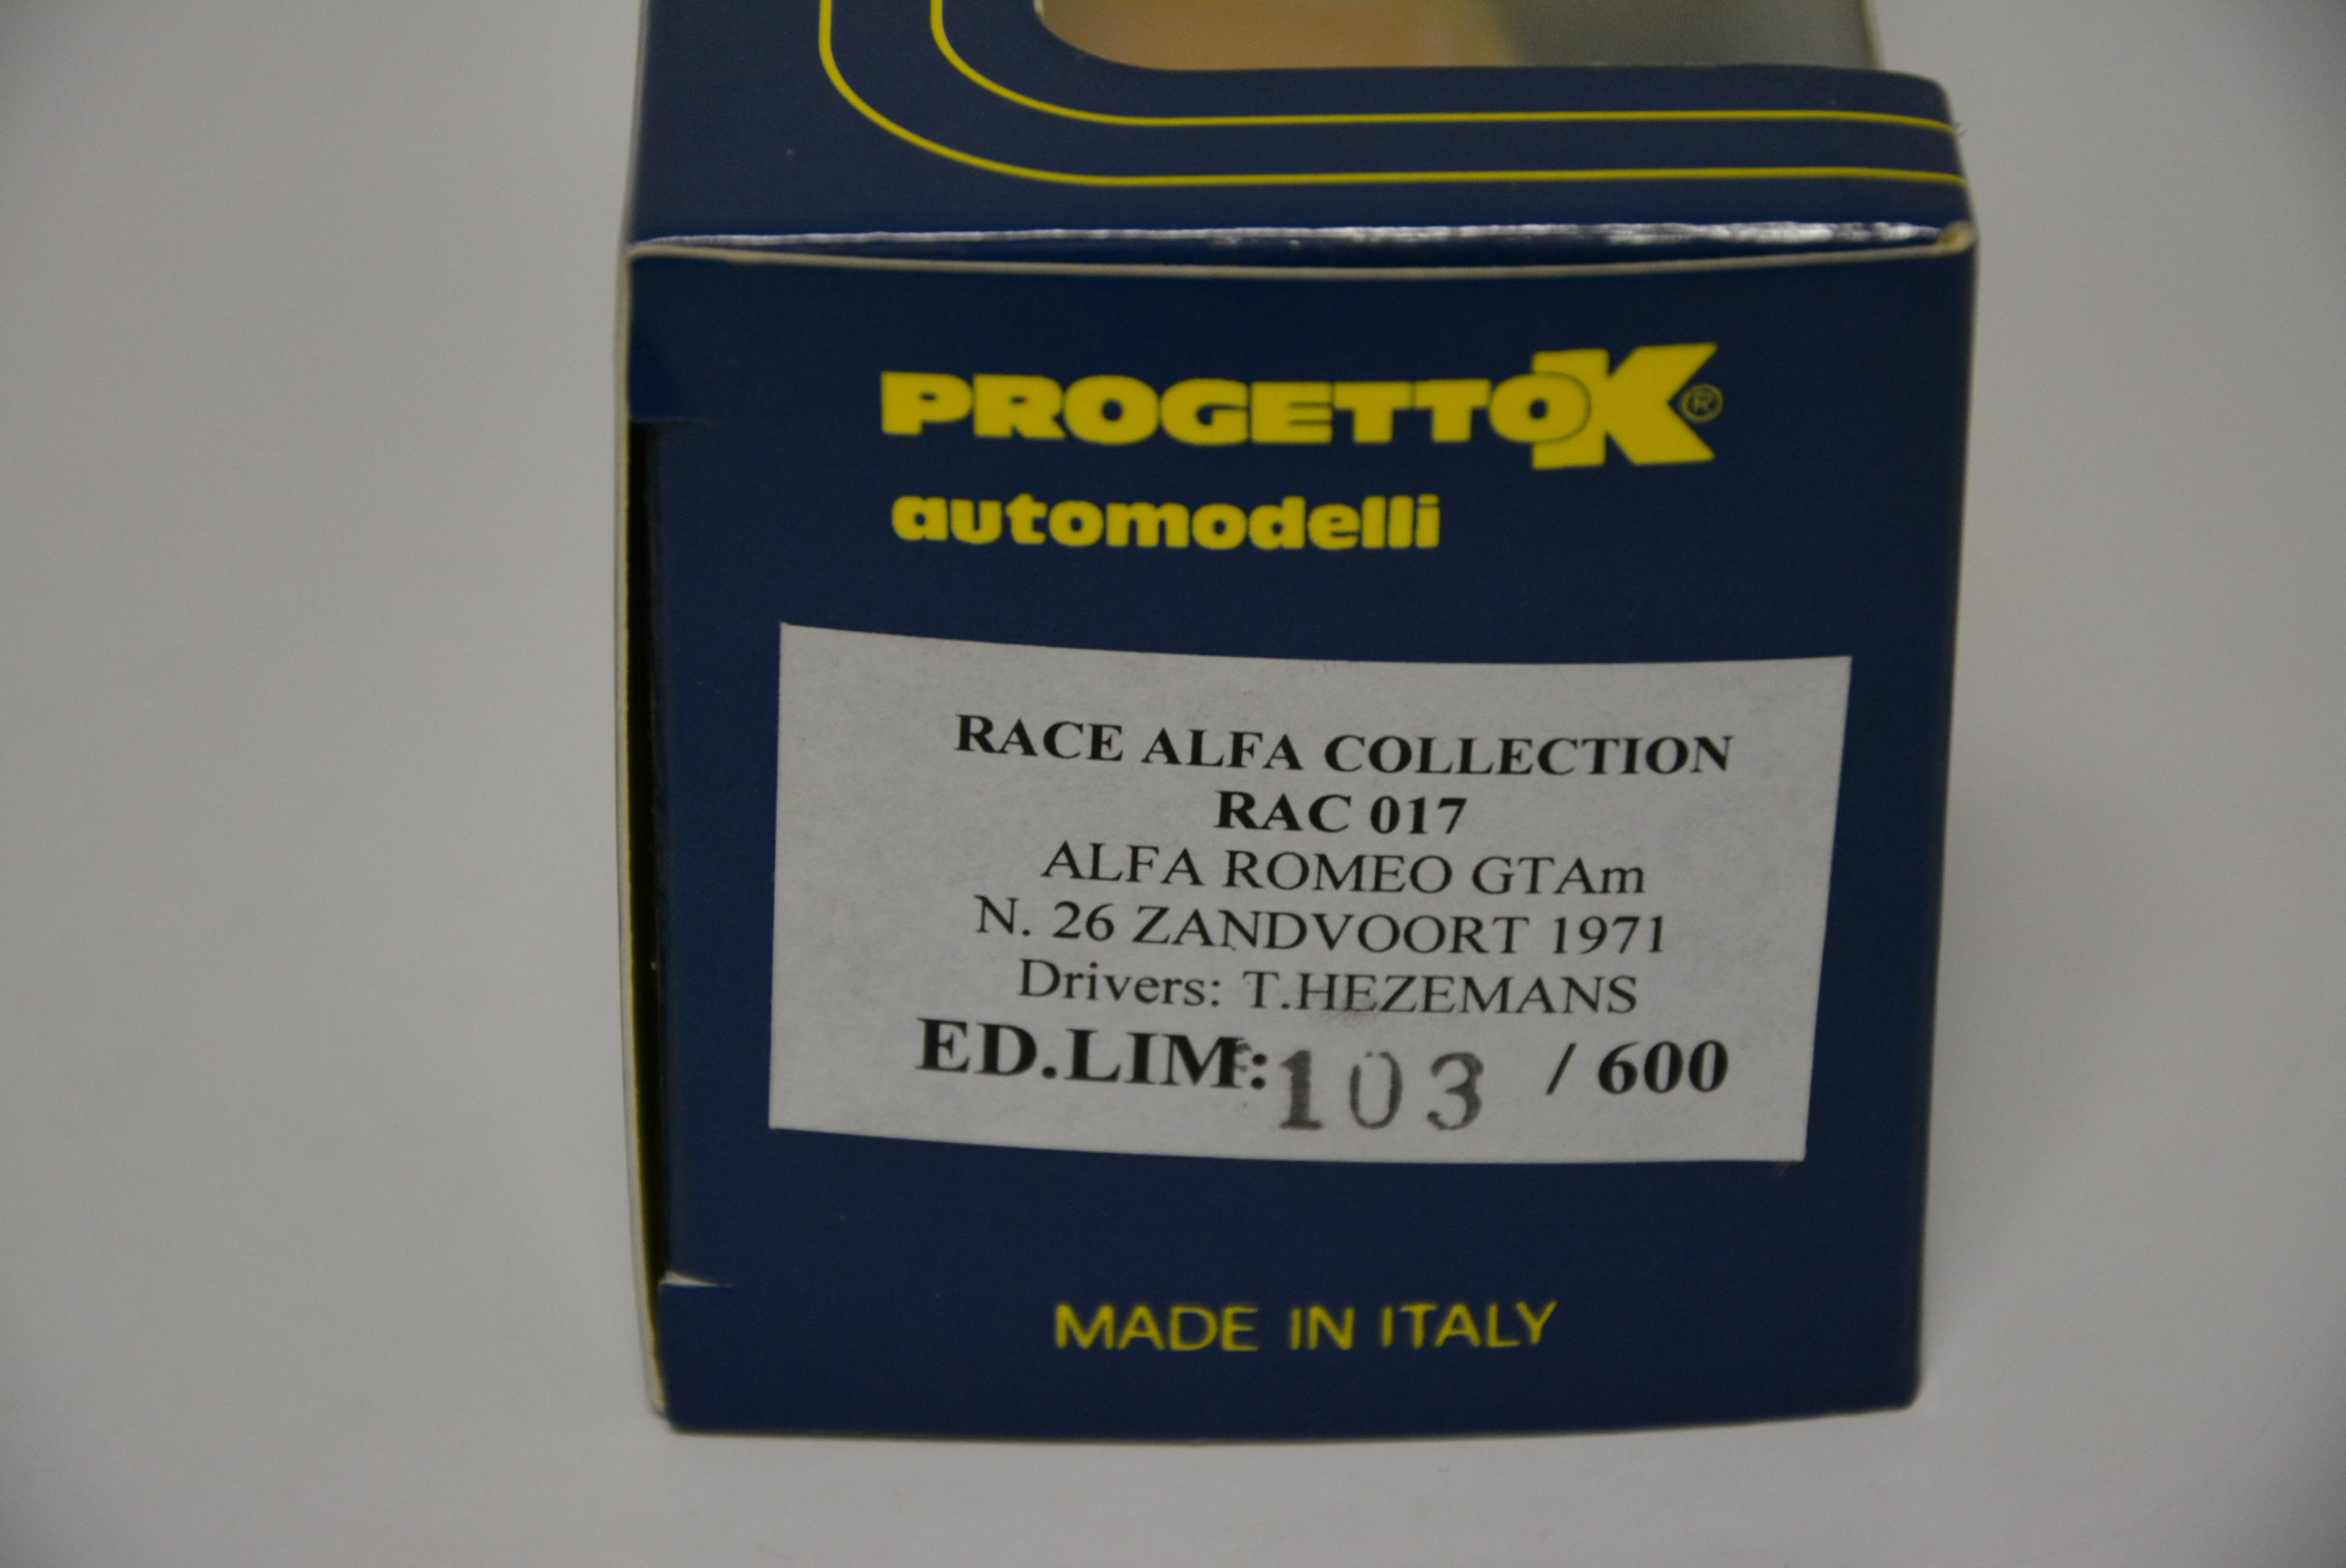 PROGETTOK®
automodelli
RACE ALFA COLLECTION
RAC 017
ALFA ROMEO GTAm
N. 26 ZANDVOORT 1971
Drivers: T.HEZEMANS
ED.LIM:103 / 600
MADE IN ITALY